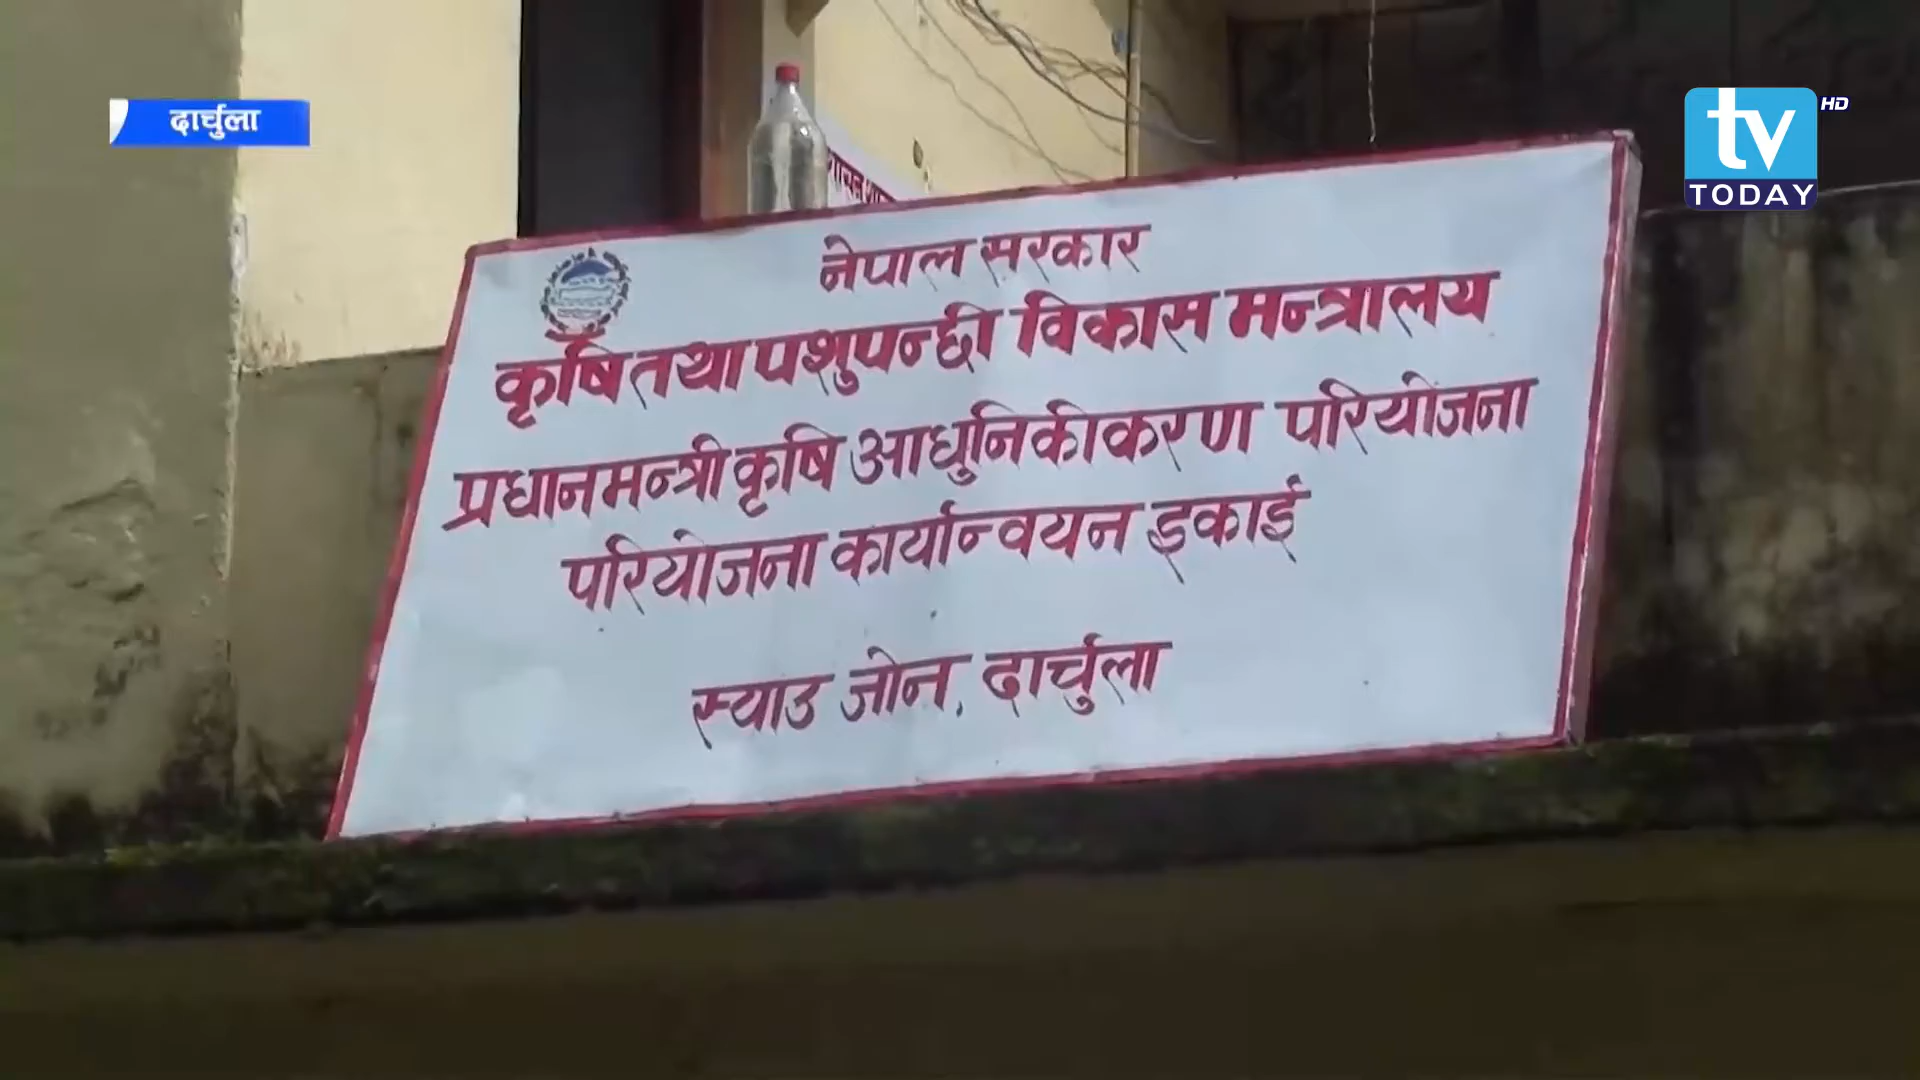 दार्चुला
tv HD
TODAY
नेपाल सरकार
कृषि तथा पशुपन्छी विकास मन्त्रालय
प्रधानमन्त्री कृषि आधुनिकीकरण परियोजना
परियोजना कार्यान्वयन इकाई
स्याउ जोन, दार्चुला